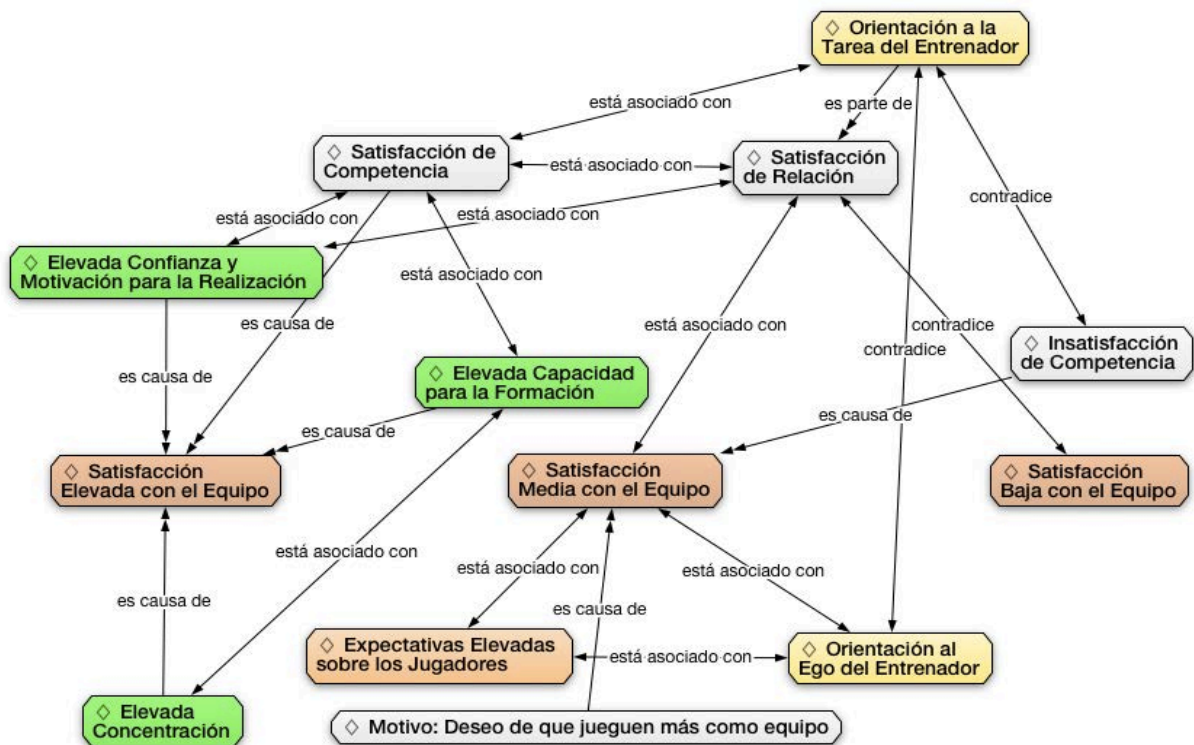 ◇ Orientación a la
Tarea del Entrenador
está asociado con
es parte de
◇ Satisfacción de
Competencia
está asociado con
◇ Satisfacción
de Relación
contradice
está asociado con
está asociado con
◇ Elevada Confianza y
Motivación para la Realización
está asociado con
es causa de
está asociado con
contradice
contradice
◇ Insatisfacción
de Competencia
es causa de
◇ Elevada Capacidad
para la Formación
es causa de
es causa de
◇ Satisfacción
Elevada con el Equipo
◇ Satisfacción
Media con el Equipo
◇ Satisfacción
Baja con el Equipo
está asociado con
está asociado con
está asociado con
es causa de
es causa de
◇ Expectativas Elevadas
sobre los Jugadores
está asociado con
◇ Orientación al
Ego del Entrenador
◇ Elevada
Concentración
◇ Motivo: Deseo de que jueguen más como equipo